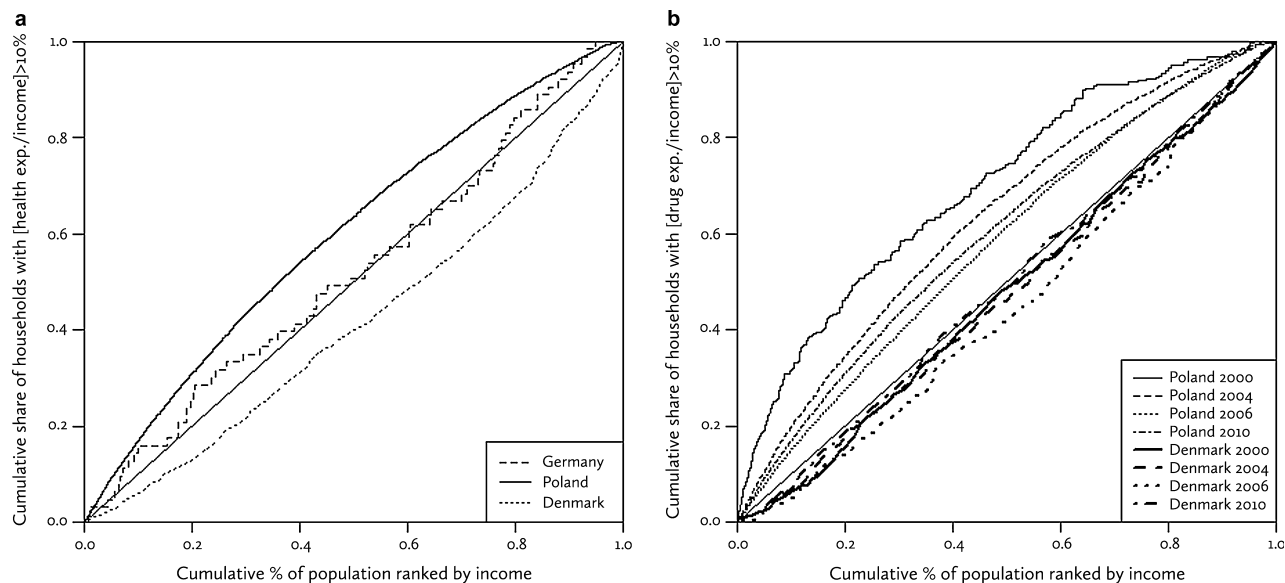 a
Cumulative share of households with [health exp./income]>10%
1.0
0.8
0.6
0.4
0.2
0.0
0.0 0.2 0.4 0.6 0.8 1.0
Cumulative % of population ranked by income
Germany
Poland
Denmark
b
Cumulative share of households with [drug exp./income]>10%
1.0
0.8
0.6
0.4
0.2
0.0
0.0 0.2 0.4 0.6 0.8 1.0
Cumulative % of population ranked by income
Poland 2000
Poland 2004
Poland 2006
Poland 2010
Denmark 2000
Denmark 2004
Denmark 2006
Denmark 2010